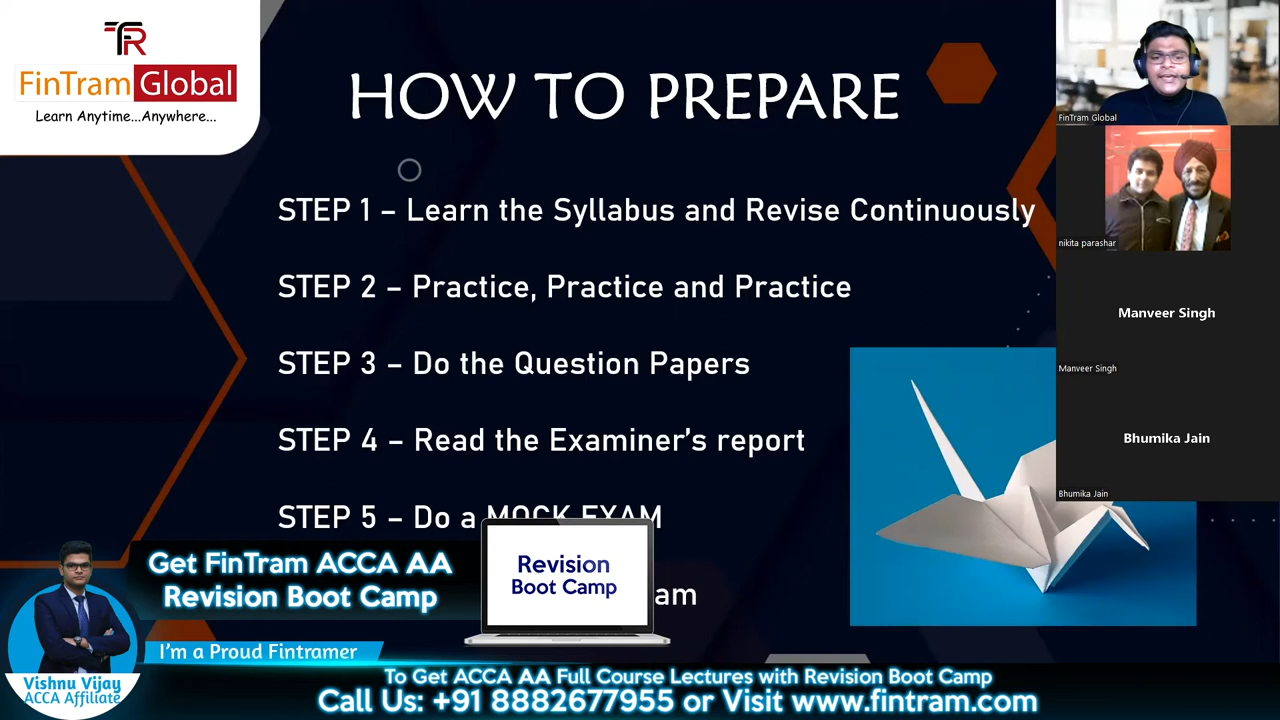 FR
FinTram Global
Learn Anytime...Anywhere...
HOW TO PREPARE
STEP 1 – Learn the Syllabus and Revise Continuously
STEP 2 – Practice, Practice and Practice
STEP 3 – Do the Question Papers
STEP 4 – Read the Examiner's report
STEP 5 – Do a MOCK EXAM
am
FinTram Global
nikita parashar
Manveer Singh
Manveer Singh
Bhumika Jain
Bhumika Jain
Get FinTram ACCA AA
Revision Boot Camp
Revision
Boot Camp
I'm a Proud Fintramer
Vishnu Vijay
ACCA Affiliate
To Get ACCA AA Full Course Lectures with Revision Boot Camp
Call Us: +91 8882677955 or Visit www.fintram.com